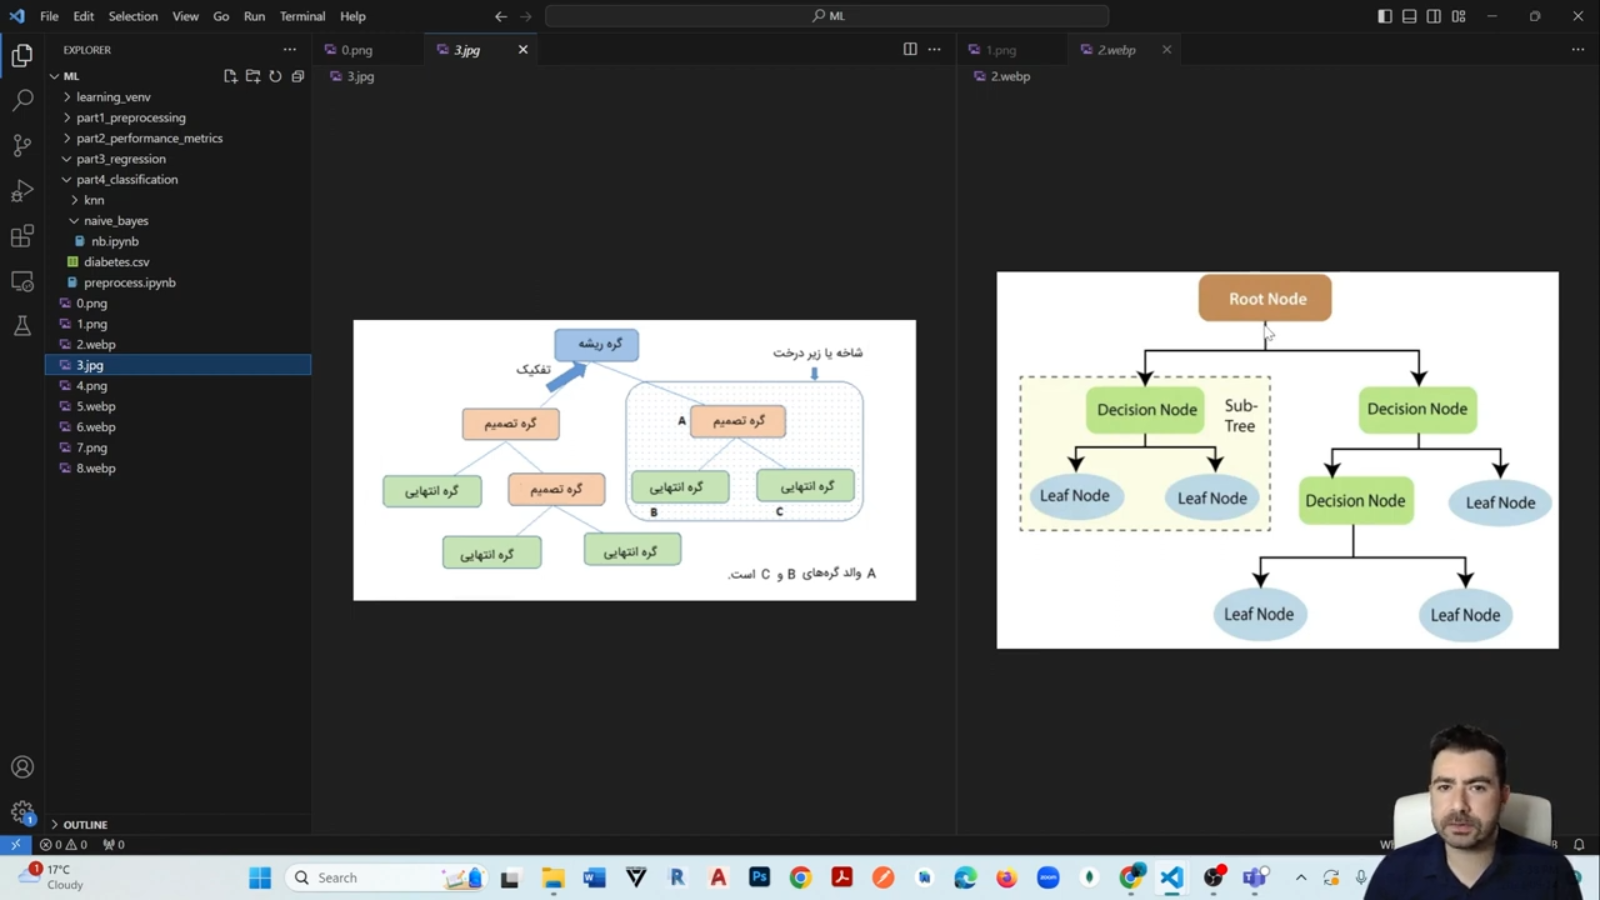 File Edit Selection View Go Run Terminal Help
ML
EXPLORER
ML
learning_venv
part1_preprocessing
part2_performance_metrics
part3_regression
part4_classification
knn
naive_bayes
nb.ipynb
diabetes.csv
preprocess.ipynb
0.png
1.png
2.webp
3.jpg
4.png
5.webp
6.webp
7.png
8.webp
OUTLINE
0.png 3.jpg
3.jpg
گره ریشه
شاخه یا زیر درخت
تفکیک
گره تصمیم
A گره تصمیم
گره انتهایی
گره تصمیم
گره انتهایی
گره انتهایی
B
C
گره انتهایی
گره انتهایی
A والد گره‌های B و C است.
1.png 2.webp
2.webp
Root Node
Decision Node
Sub-
Tree
Decision Node
Leaf Node
Leaf Node
Decision Node
Leaf Node
Leaf Node
Leaf Node
0 0 0
1
1
17°C
Cloudy
Search